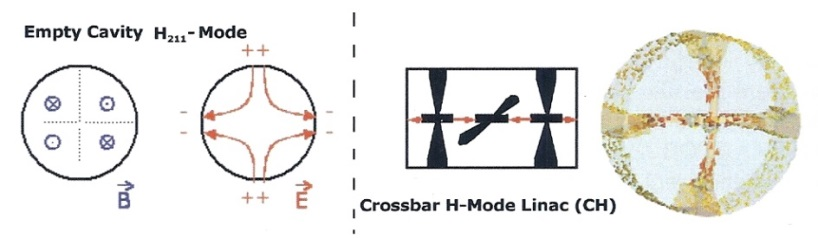 Empty Cavity H₂₁₁-Mode
++
- -
- -
++
B⃗
E⃗
Crossbar H-Mode Linac (CH)